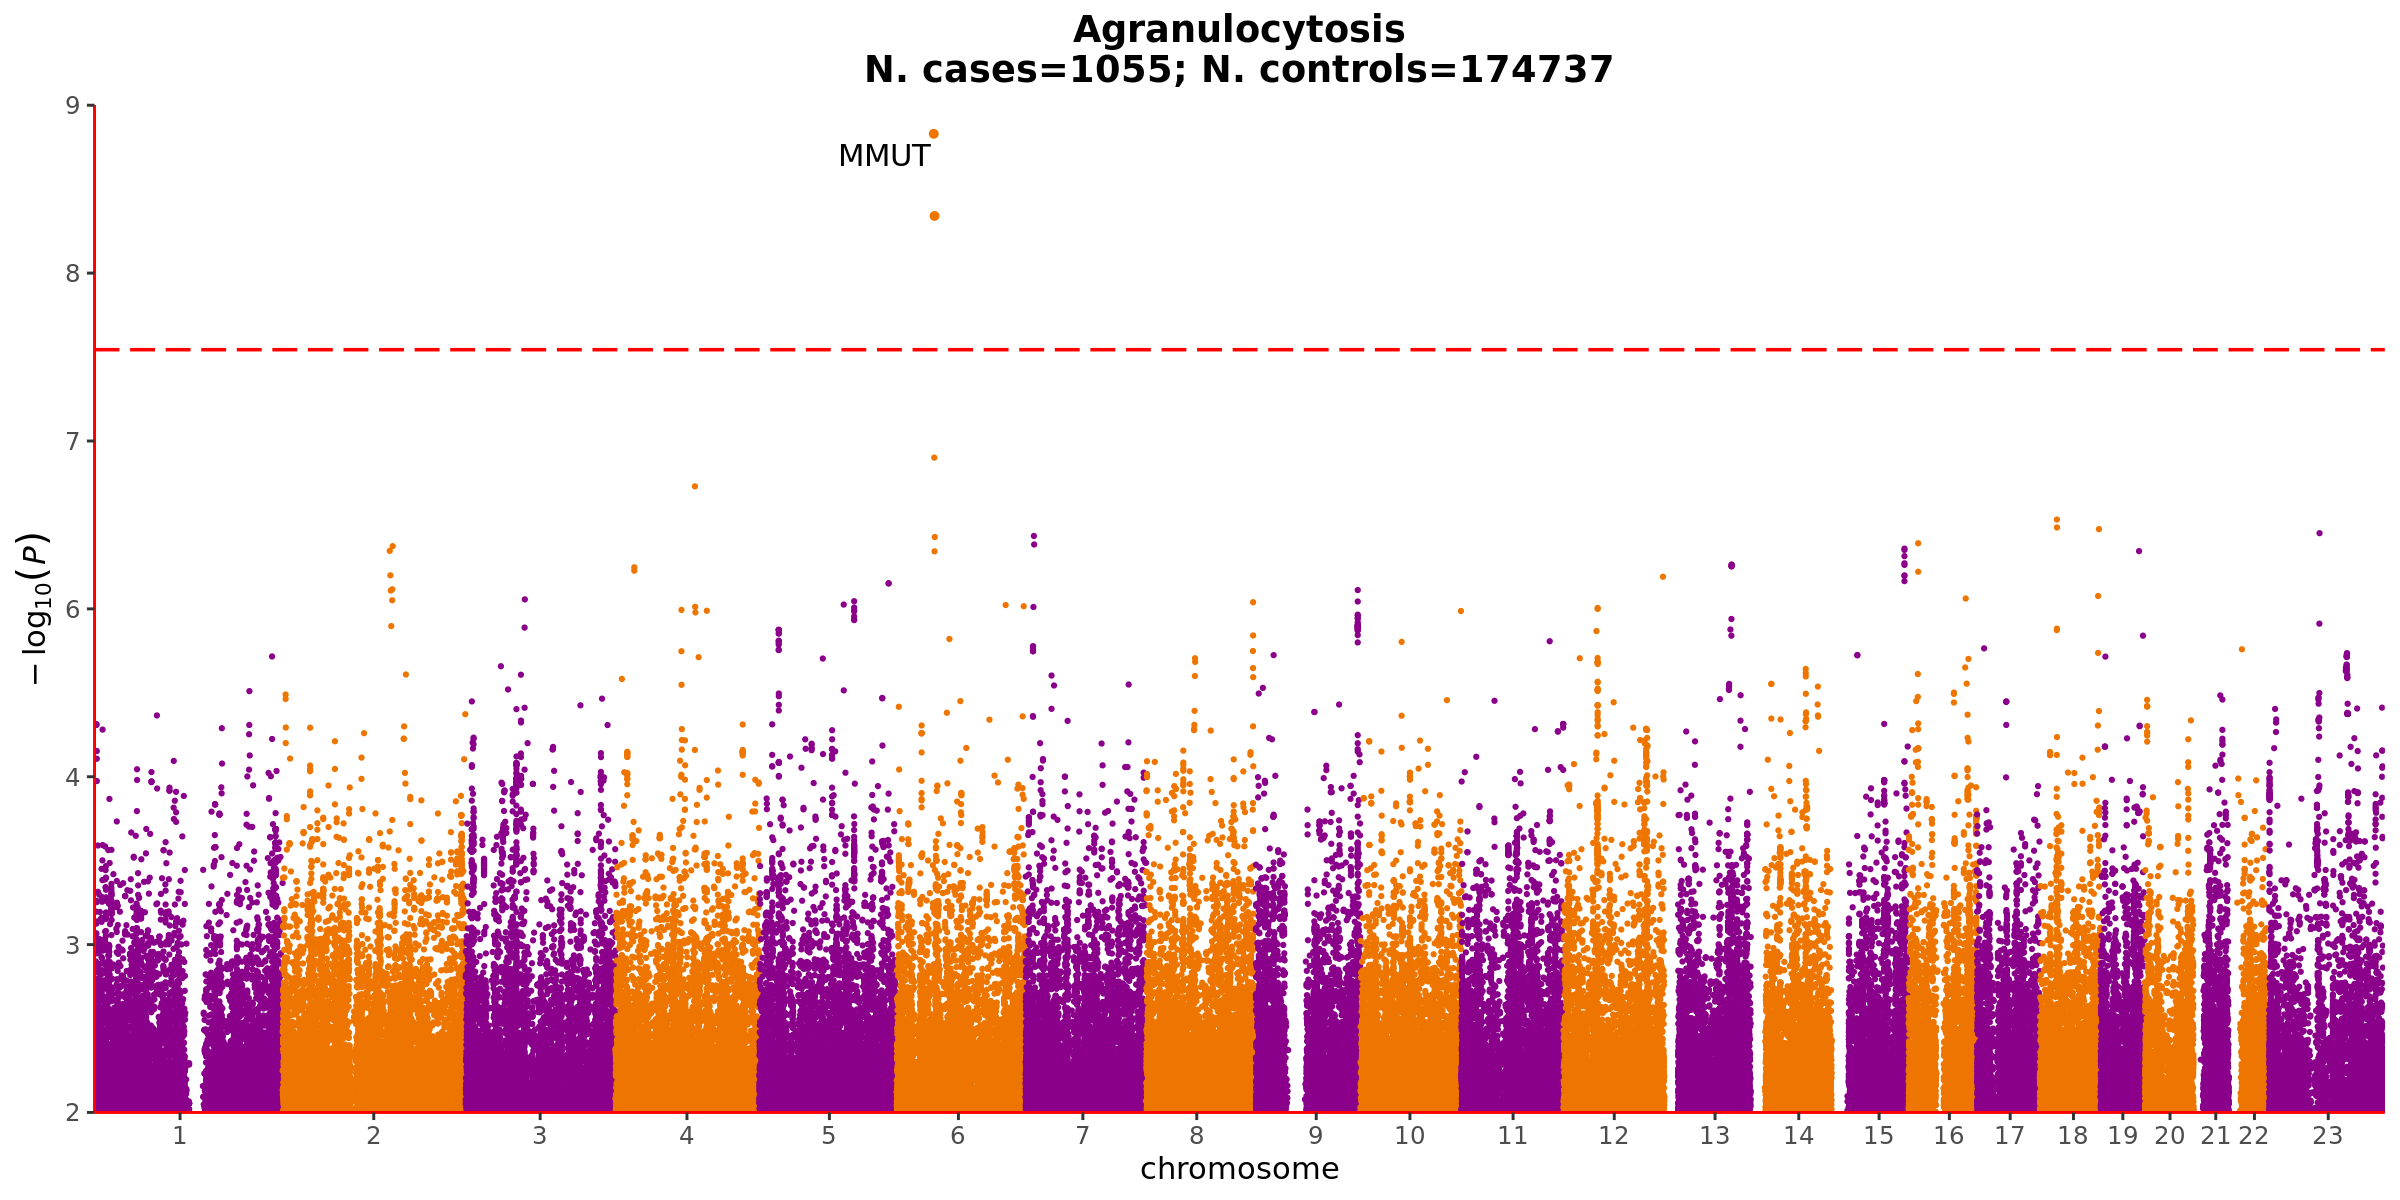 Agranulocytosis
N. cases=1055; N. controls=174737
9
MMUT
8
7
6
−log10(P)
4
3
2
1 2 3 4 5 6 7 8 9 10 11 12 13 14 15 16 17 18 19 20 21 22 23
chromosome